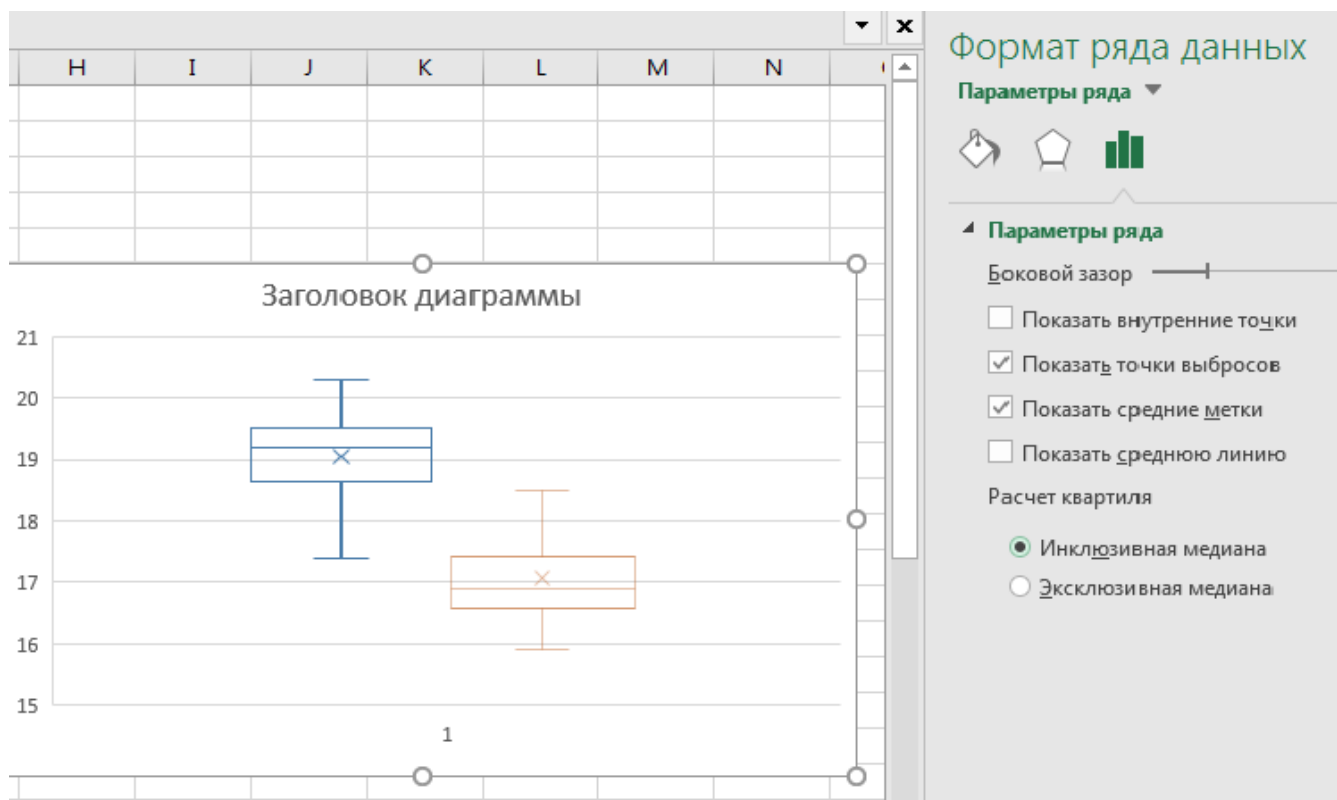 H I J K L M N
Заголовок диаграммы
21
20
19
18
17
16
15
1
Формат ряда данных
Параметры ряда
Параметры ряда
Боковой зазор
Показать внутренние точки
Показать точки выбросов
Показать средние метки
Показать среднюю линию
Расчет квартиля
Инклюзивная медиана
Эксклюзивная медиана